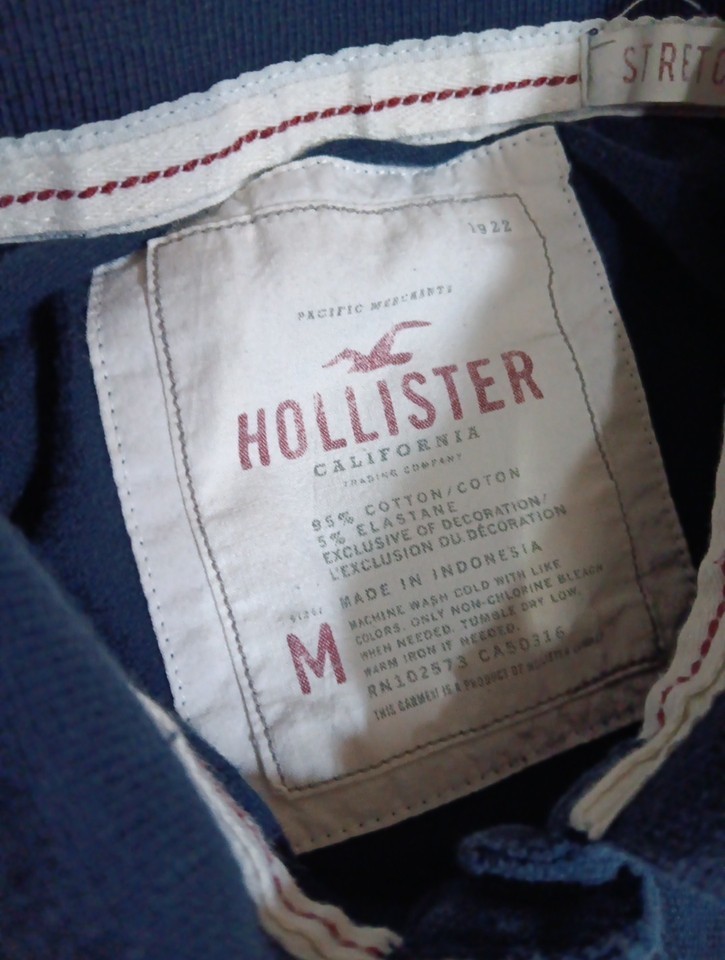 STRETC
1922
PACIFIC MERCHANTS
HOLLISTER
CALIFORNIA
TRADING COMPANY
95% COTTON/COTON
5% ELASTANE
EXCLUSIVE OF DECORATION/
L'EXCLUSION DU DÉCORATION
MADE IN INDONESIA
SIZE/
M
MACHINE WASH COLD WITH LIKE
COLORS. ONLY NON-CHLORINE BLEACH
WHEN NEEDED. TUMBLE DRY LOW.
WARM IRON IF NEEDED.
RN102573 CA50316
THIS GARMENT IS A PRODUCT OF HOLLISTER